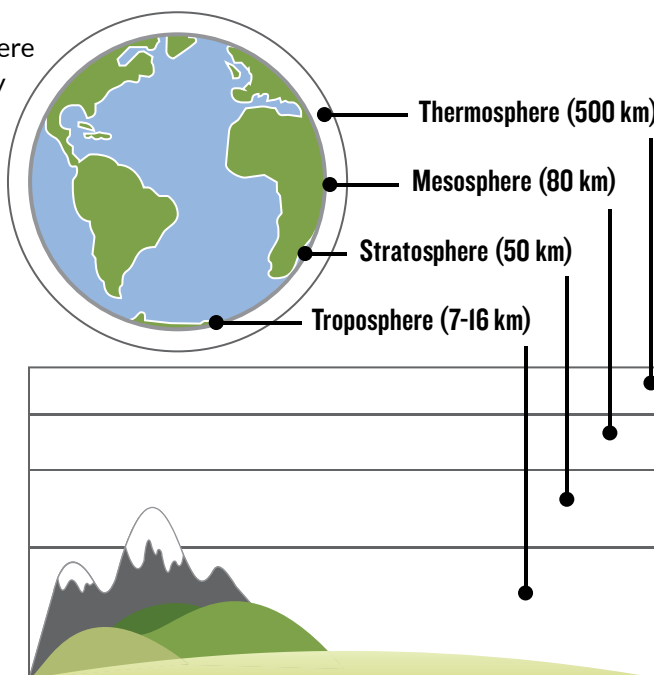 Thermosphere (500 km)
Mesosphere (80 km)
Stratosphere (50 km)
Troposphere (7-16 km)